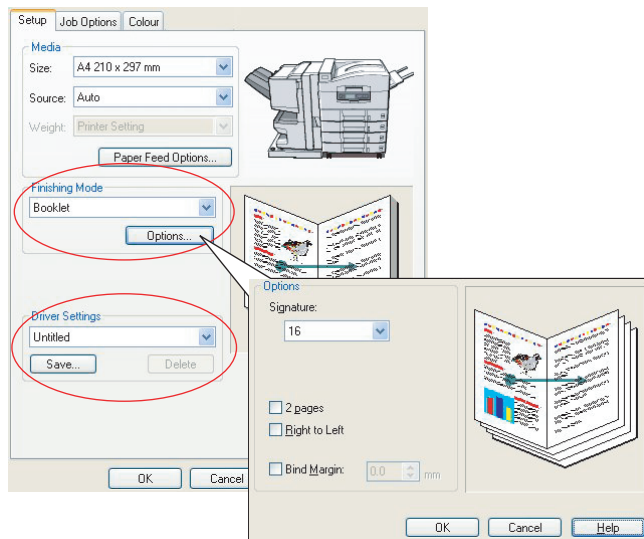 Setup Job Options Colour
Media
Size: A4 210 x 297 mm
Source: Auto
Weight: Printer Setting
Paper Feed Options...
Finishing Mode
Booklet
Options...
Driver Settings
Untitled
Save... Delete
OK Cancel
Options
Signature:
16
2 pages
Right to Left
Bind Margin: 0.0 mm
OK Cancel Help